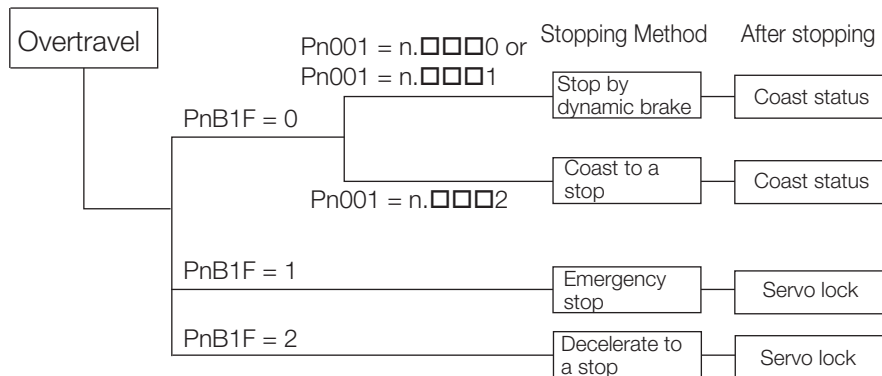 Overtravel
Pn001 = n.□□□0 or
Pn001 = n.□□□1
Stopping Method
After stopping
PnB1F = 0
Stop by
dynamic brake
Coast status
Coast to a
stop
Coast status
Pn001 = n.□□□2
PnB1F = 1
Emergency
stop
Servo lock
PnB1F = 2
Decelerate to
a stop
Servo lock